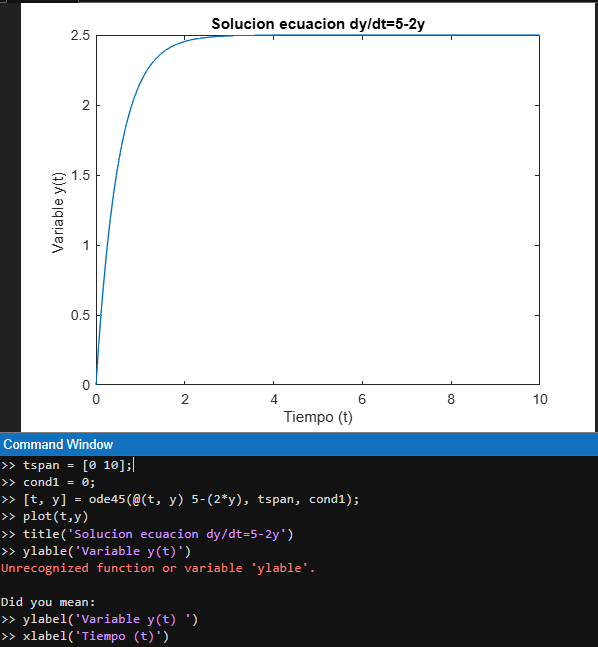 Solucion ecuacion dy/dt=5-2y
2.5
2
1.5
1
0.5
0
Variable y(t)
0 2 4 6 8 10
Tiempo (t)
Command Window
>> tspan = [0 10];
>> cond1 = 0;
>> [t, y] = ode45(@(t, y) 5-(2*y), tspan, cond1);
>> plot(t,y)
>> title('Solucion ecuacion dy/dt=5-2y')
>> ylable('Variable y(t)')
Unrecognized function or variable 'ylable'.
Did you mean:
>> ylabel('Variable y(t) ')
>> xlabel('Tiempo (t)')